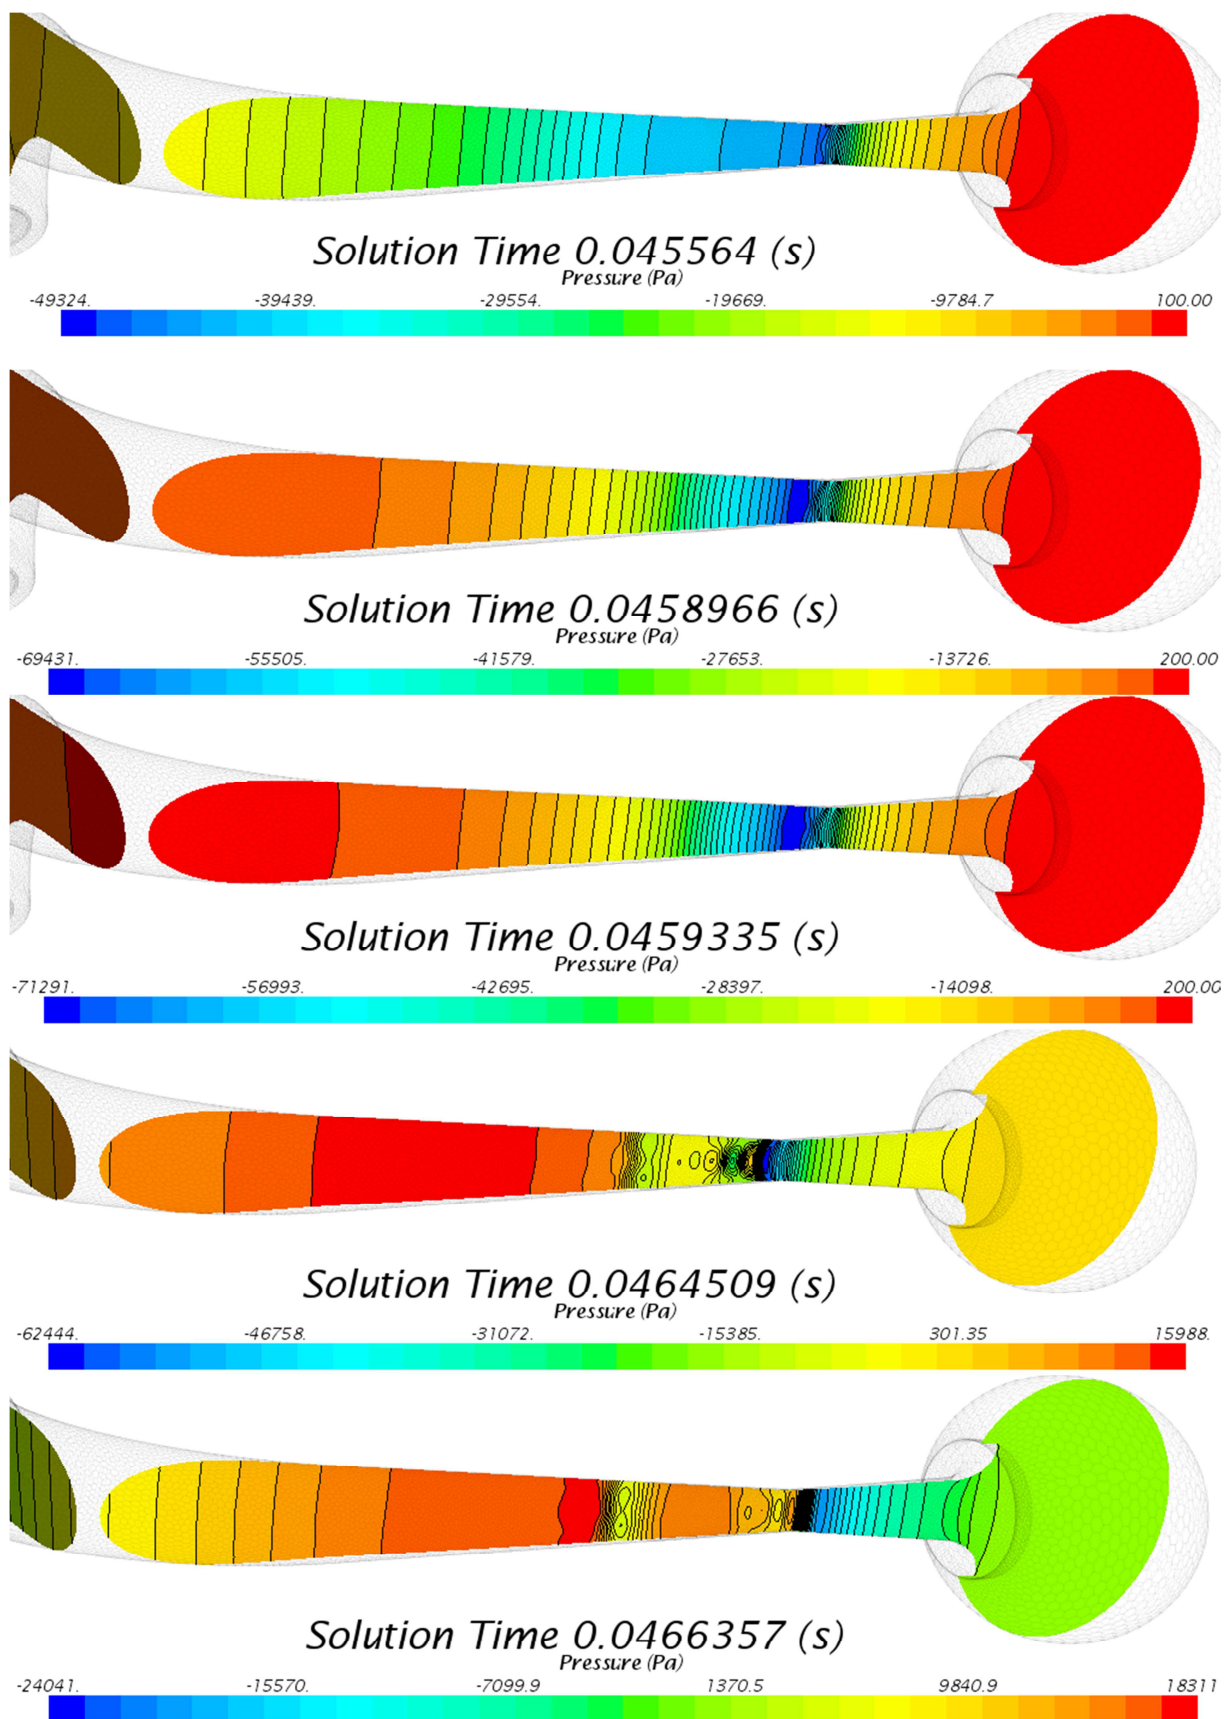 Solution Time 0.045564 (s)
Pressure (Pa)
-49324. -39439. -29554. -19669. -9784.7 100.00
Solution Time 0.0458966 (s)
Pressure (Pa)
-69431. -55505. -41579. -27653. -13726. 200.00
Solution Time 0.0459335 (s)
Pressure (Pa)
-71291. -56993. -42695. -28397. -14098. 200.00
Solution Time 0.0464509 (s)
Pressure (Pa)
-62444. -46758. -31072. -15385. 301.35 15988.
Solution Time 0.0466357 (s)
Pressure (Pa)
-24041. -15570. -7099.9 1370.5 9840.9 18311